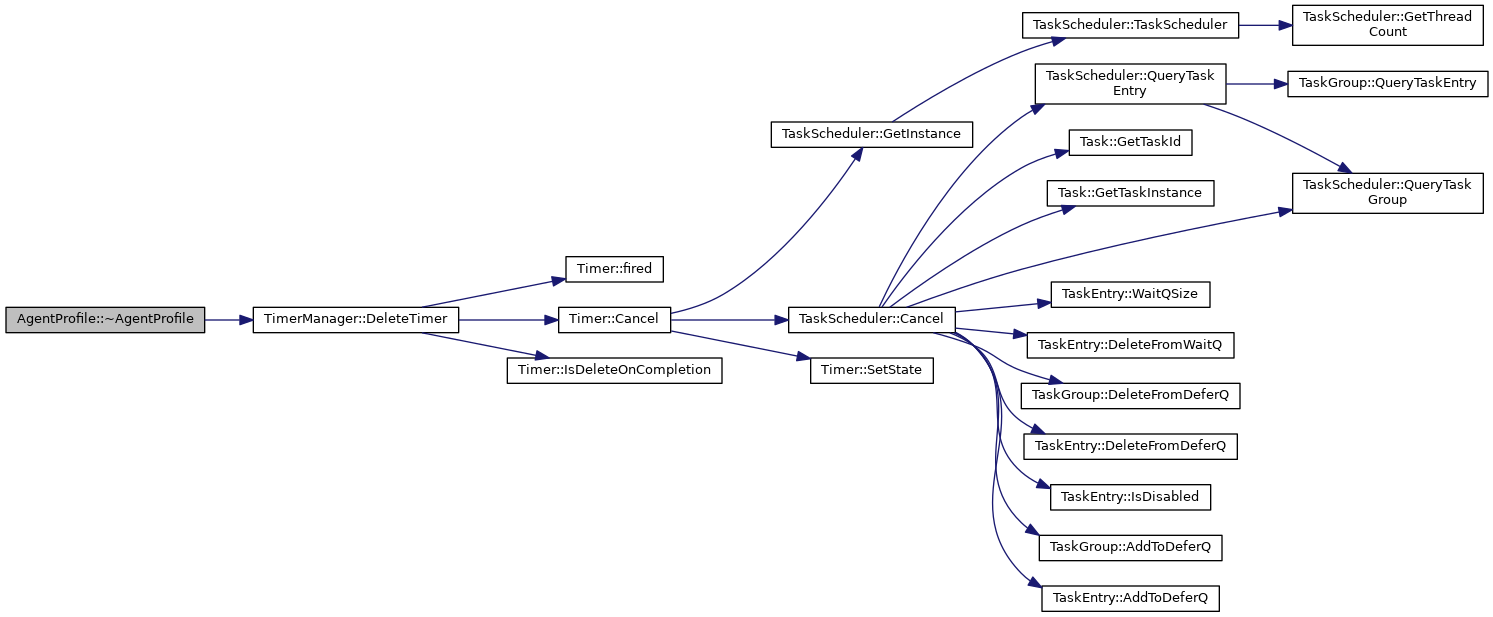 AgentProfile::~AgentProfile
TimerManager::DeleteTimer
Timer::fired
Timer::Cancel
Timer::IsDeleteOnCompletion
TaskScheduler::GetInstance
TaskScheduler::Cancel
Timer::SetState
TaskScheduler::TaskScheduler
TaskScheduler::QueryTask
Entry
Task::GetTaskId
Task::GetTaskInstance
TaskEntry::WaitQSize
TaskEntry::DeleteFromWaitQ
TaskGroup::DeleteFromDeferQ
TaskEntry::DeleteFromDeferQ
TaskEntry::IsDisabled
TaskGroup::AddToDeferQ
TaskEntry::AddToDeferQ
TaskScheduler::GetThread
Count
TaskGroup::QueryTaskEntry
TaskScheduler::QueryTask
Group